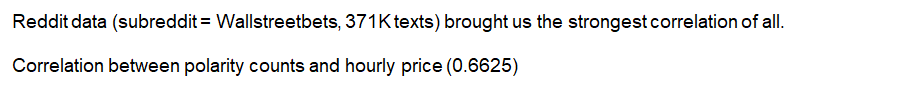 Reddit data (subreddit = Wallstreetbets, 371K texts) brought us the strongest correlation of all.
Correlation between polarity counts and hourly price (0.6625)